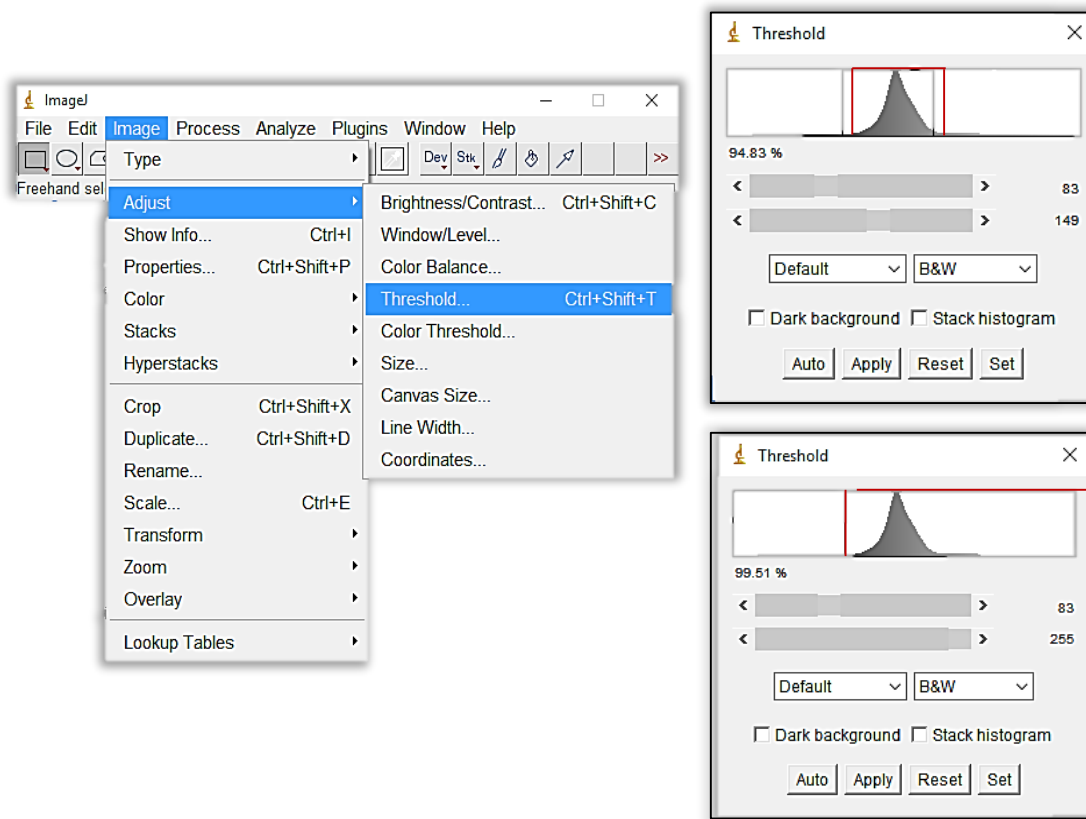 ImageJ
File Edit Image Process Analyze Plugins Window Help
Dev Stk >>
Freehand sel
Type
Adjust
Show Info... Ctrl+I
Properties... Ctrl+Shift+P
Color
Stacks
Hyperstacks
Crop Ctrl+Shift+X
Duplicate... Ctrl+Shift+D
Rename...
Scale... Ctrl+E
Transform
Zoom
Overlay
Lookup Tables
Brightness/Contrast... Ctrl+Shift+C
Window/Level...
Color Balance...
Threshold... Ctrl+Shift+T
Color Threshold...
Size...
Canvas Size...
Line Width...
Coordinates...
Threshold
94.83 %
83
149
Default B&W
Dark background Stack histogram
Auto Apply Reset Set
Threshold
99.51 %
83
255
Default B&W
Dark background Stack histogram
Auto Apply Reset Set